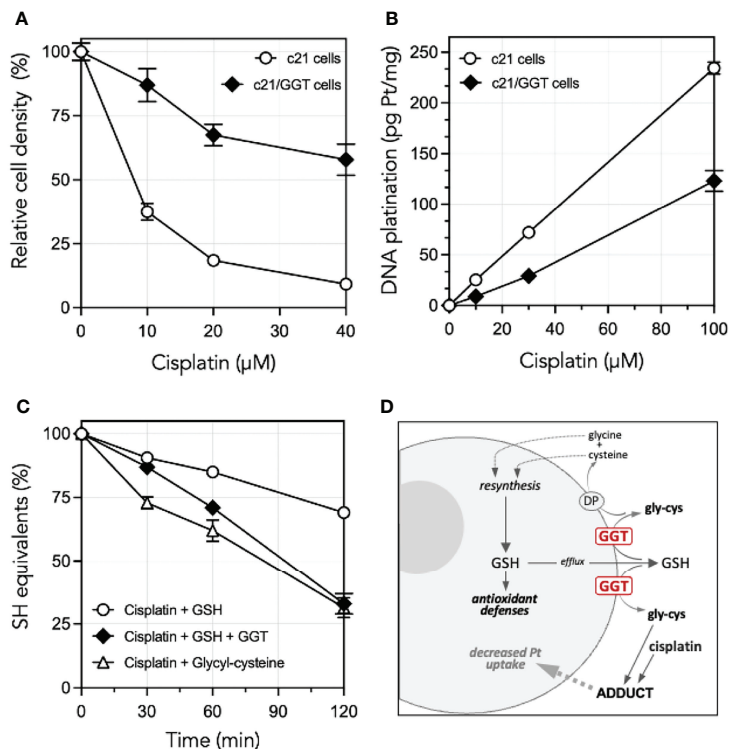 A
Relative cell density (%)
100
75
50
25
0
c21 cells
c21/GGT cells
0
10
20
30
40
Cisplatin (µM)
B
DNA platination (pg Pt/mg)
250
200
150
100
50
0
c21 cells
c21/GGT cells
0
20
40
60
80
100
Cisplatin (µM)
C
SH equivalents (%)
100
75
50
25
0
Cisplatin + GSH
Cisplatin + GSH + GGT
Cisplatin + Glycyl-cysteine
0
30
60
90
120
Time (min)
D
glycine
+
cysteine
resynthesis
DP
gly-cys
GGT
GSH
efflux
GSH
GGT
antioxidant
defenses
gly-cys
cisplatin
decreased Pt
uptake
ADDUCT